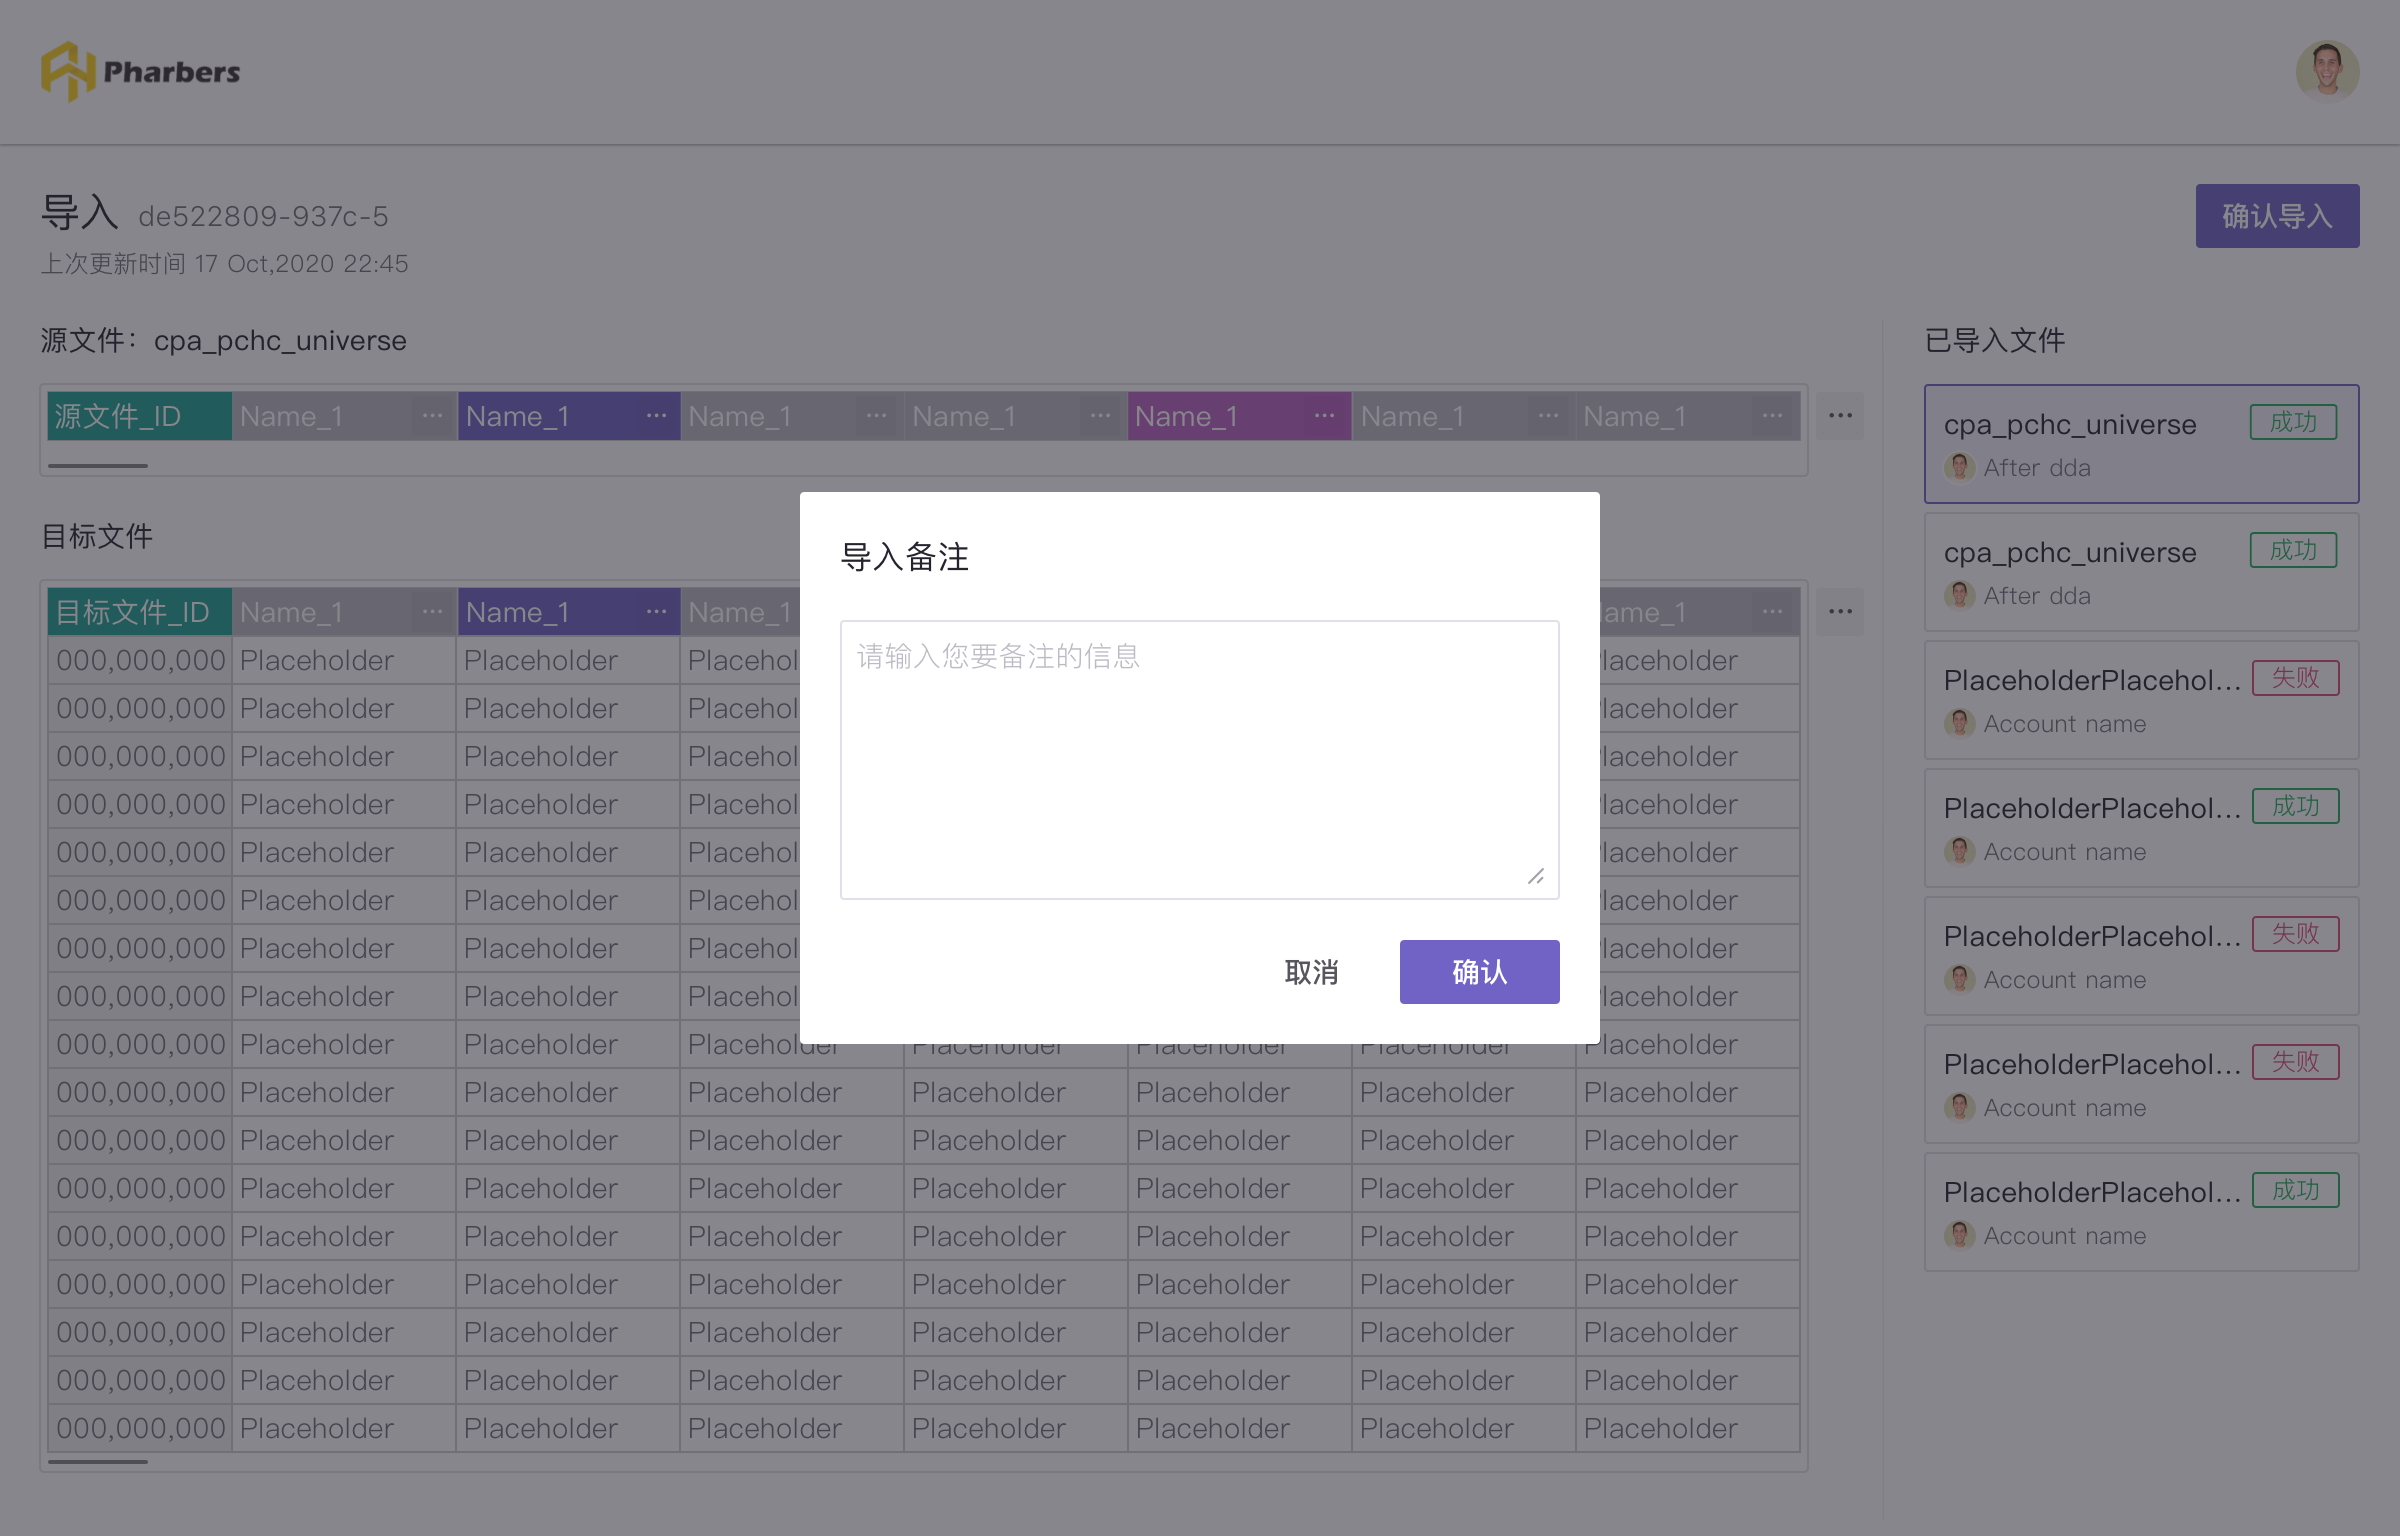 Pharbers
导入 de522809-937c-5
确认导入
上次更新时间 17 Oct,2020 22:45
源文件：cpa_pchc_universe
源文件_ID Name_1 ··· Name_1 ··· Name_1 ··· Name_1 ··· Name_1 ··· Name_1 ··· Name_1 ··· ···
目标文件
目标文件_ID Name_1 ··· Name_1 ··· Name_1 ame_1 ··· ···
000,000,000 Placeholder Placeholder Placehol laceholder
000,000,000 Placeholder Placeholder Placehol laceholder
000,000,000 Placeholder Placeholder Placehol laceholder
000,000,000 Placeholder Placeholder Placehol laceholder
000,000,000 Placeholder Placeholder Placehol laceholder
000,000,000 Placeholder Placeholder Placehol laceholder
000,000,000 Placeholder Placeholder Placehol laceholder
000,000,000 Placeholder Placeholder Placehol laceholder
000,000,000 Placeholder Placeholder Placeholder Placeholder Placeholder Placeholder Placeholder
000,000,000 Placeholder Placeholder Placeholder Placeholder Placeholder Placeholder Placeholder
000,000,000 Placeholder Placeholder Placeholder Placeholder Placeholder Placeholder Placeholder
000,000,000 Placeholder Placeholder Placeholder Placeholder Placeholder Placeholder Placeholder
000,000,000 Placeholder Placeholder Placeholder Placeholder Placeholder Placeholder Placeholder
000,000,000 Placeholder Placeholder Placeholder Placeholder Placeholder Placeholder Placeholder
000,000,000 Placeholder Placeholder Placeholder Placeholder Placeholder Placeholder Placeholder
000,000,000 Placeholder Placeholder Placeholder Placeholder Placeholder Placeholder Placeholder
000,000,000 Placeholder Placeholder Placeholder Placeholder Placeholder Placeholder Placeholder
导入备注
请输入您要备注的信息
取消 确认
已导入文件
cpa_pchc_universe 成功
After dda
cpa_pchc_universe 成功
After dda
PlaceholderPlacehol... 失败
Account name
PlaceholderPlacehol... 成功
Account name
PlaceholderPlacehol... 失败
Account name
PlaceholderPlacehol... 失败
Account name
PlaceholderPlacehol... 成功
Account name